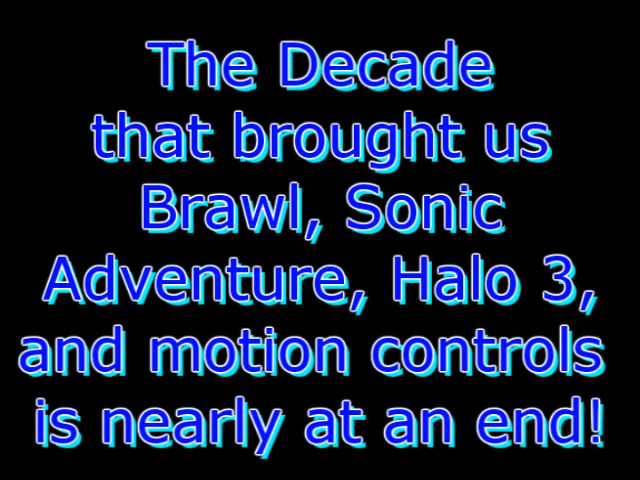 The Decade
that brought us
Brawl, Sonic
Adventure, Halo 3,
and motion controls
is nearly at an end!